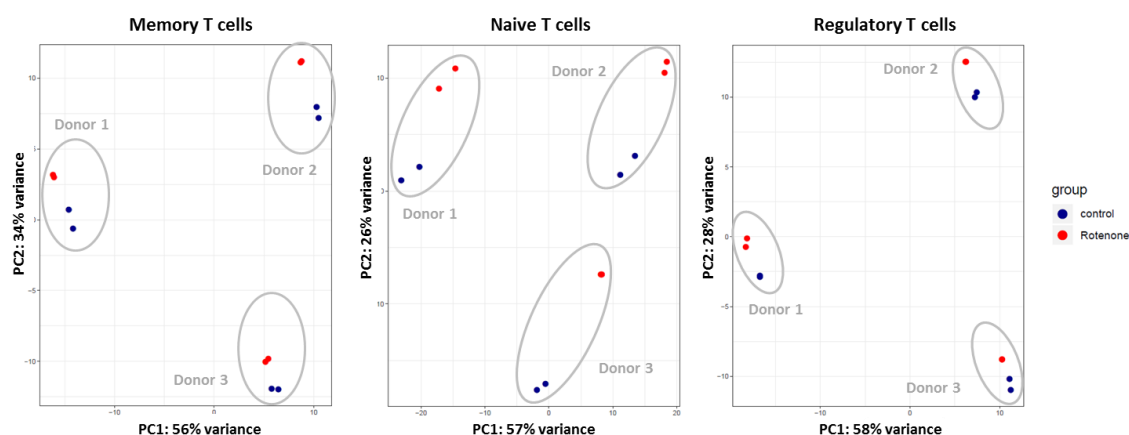 Memory T cells
Naive T cells
Regulatory T cells
10
5
0
−5
−10
Donor 1
Donor 2
Donor 3
PC2: 34% variance
−10
0
10
PC1: 56% variance
10
10
Donor 1
Donor 2
Donor 3
PC2: 26% variance
−20
−10
0
10
20
PC1: 57% variance
10
5
0
−5
−10
Donor 2
Donor 1
Donor 3
PC2: 28% variance
−10
0
10
PC1: 58% variance
group
control
Rotenone